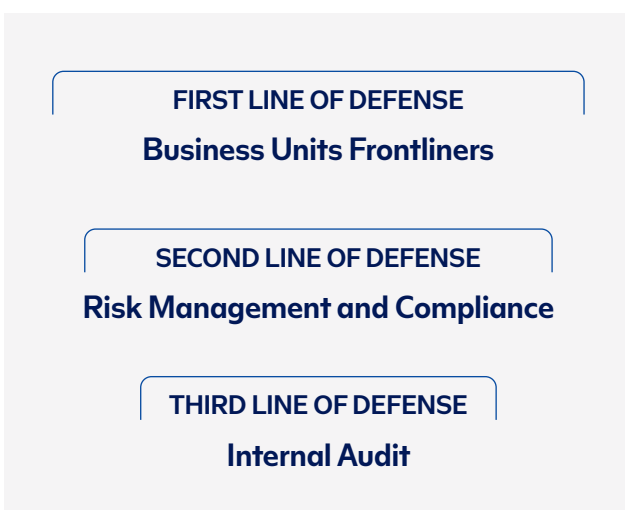 FIRST LINE OF DEFENSE
Business Units Frontliners
SECOND LINE OF DEFENSE
Risk Management and Compliance
THIRD LINE OF DEFENSE
Internal Audit